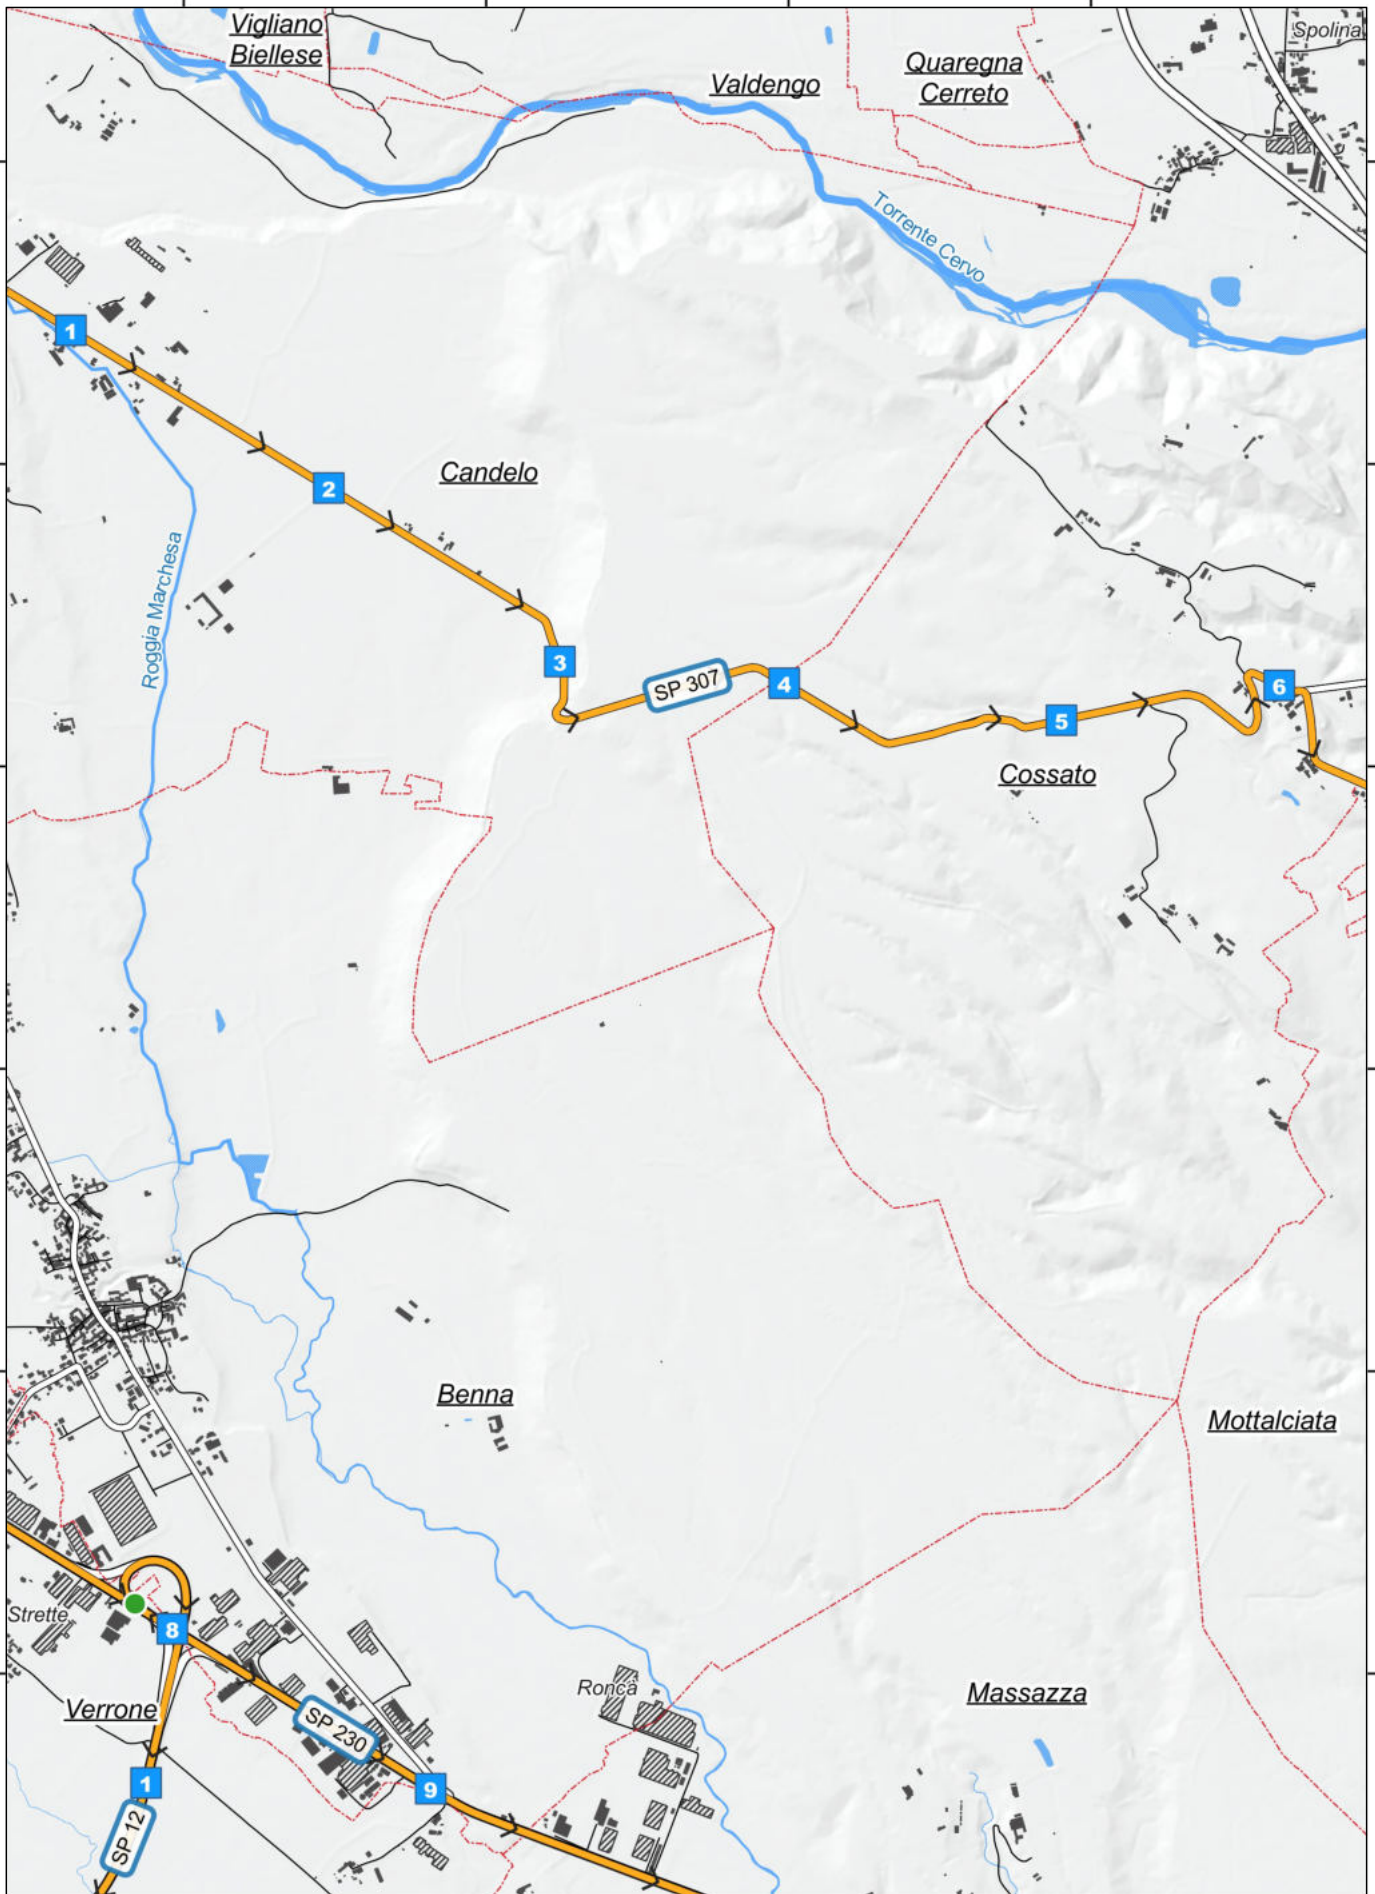 Vigliano
Biellese
Spolina
Quaregna
Cerreto
Valdengo
Torrente Cervo
1
2
Candelo
Roggia Marchesa
3
SP 307
4
5
6
Cossato
Benna
Mottalciata
Strette
8
Verrone
SP 230
Ronca
Massazza
1
9
SP 12